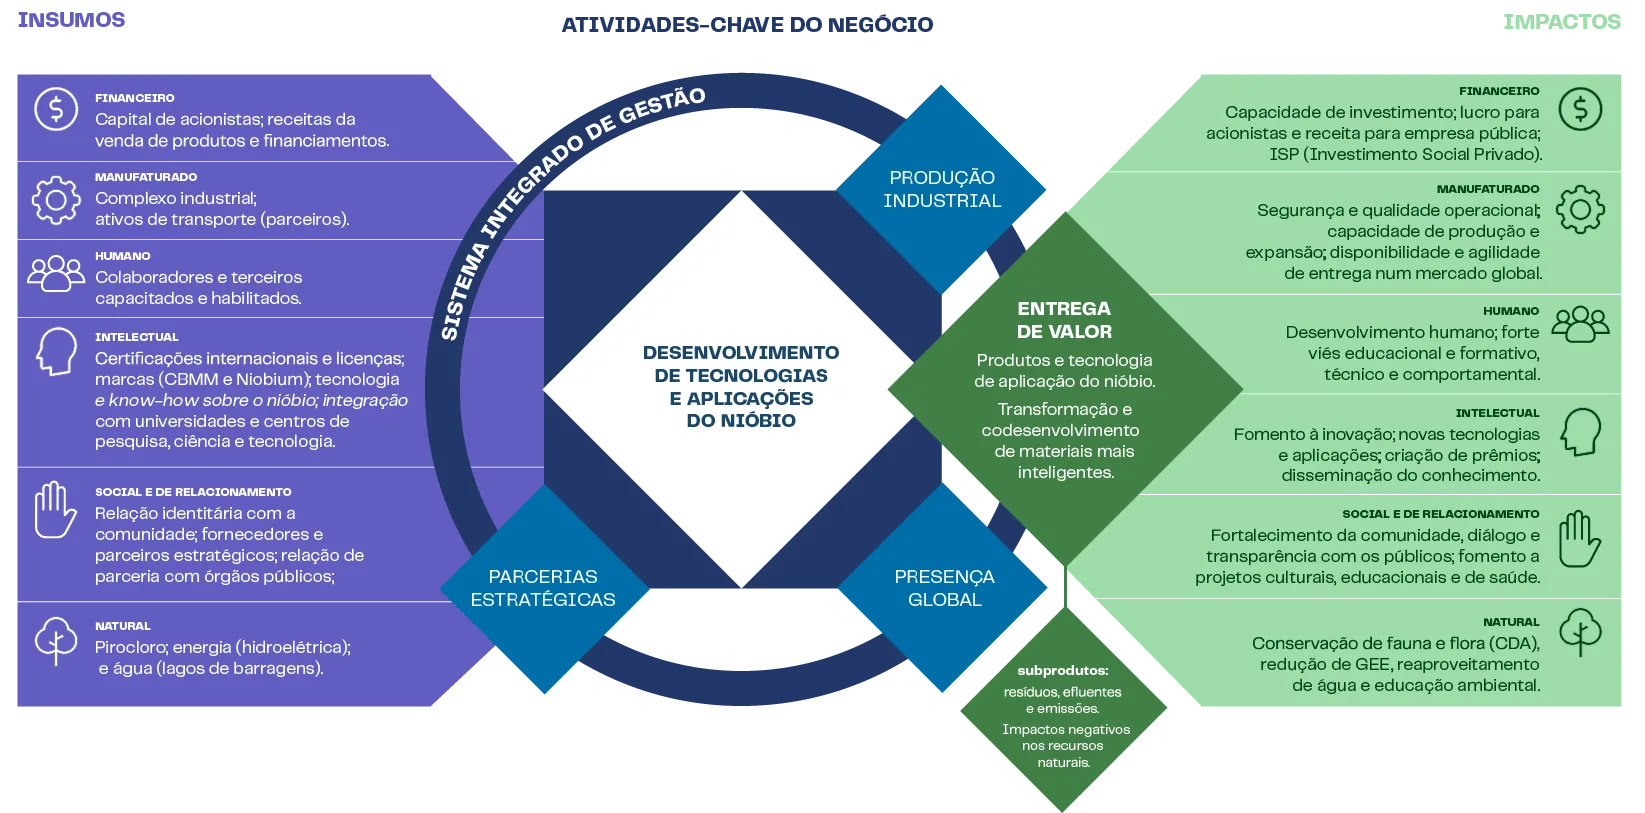 INSUMOS
ATIVIDADES-CHAVE DO NEGÓCIO
IMPACTOS
FINANCEIRO
Capital de acionistas; receitas da
venda de produtos e financiamentos.
MANUFATURADO
Complexo industrial;
ativos de transporte (parceiros).
HUMANO
Colaboradores e terceiros
capacitados e habilitados.
INTELECTUAL
Certificações internacionais e licenças;
marcas (CBMM e Niobium); tecnologia
e know-how sobre o nióbio; integração
com universidades e centros de
pesquisa, ciência e tecnologia.
SOCIAL E DE RELACIONAMENTO
Relação identitária com a
comunidade; fornecedores e
parceiros estratégicos; relação de
parceria com órgãos públicos;
NATURAL
Pirocloro; energia (hidroelétrica);
e água (lagos de barragens).
SISTEMA INTEGRADO DE GESTÃO
PRODUÇÃO
INDUSTRIAL
DESENVOLVIMENTO
DE TECNOLOGIAS
E APLICAÇÕES
DO NIÓBIO
PARCERIAS
ESTRATÉGICAS
PRESENÇA
GLOBAL
ENTREGA
DE VALOR
Produtos e tecnologia
de aplicação do nióbio.
Transformação e
codesenvolvimento
de materiais mais
inteligentes.
subprodutos:
resíduos, efluentes
e emissões.
Impactos negativos
nos recursos
naturais.
FINANCEIRO
Capacidade de investimento; lucro para
acionistas e receita para empresa pública;
ISP (Investimento Social Privado).
MANUFATURADO
Segurança e qualidade operacional;
capacidade de produção e
expansão; disponibilidade e agilidade
de entrega num mercado global.
HUMANO
Desenvolvimento humano; forte
viés educacional e formativo,
técnico e comportamental.
INTELECTUAL
Fomento à inovação; novas tecnologias
e aplicações; criação de prêmios;
disseminação do conhecimento.
SOCIAL E DE RELACIONAMENTO
Fortalecimento da comunidade, diálogo e
transparência com os públicos; fomento a
projetos culturais, educacionais e de saúde.
NATURAL
Conservação de fauna e flora (CDA),
redução de GEE, reaproveitamento
de água e educação ambiental.